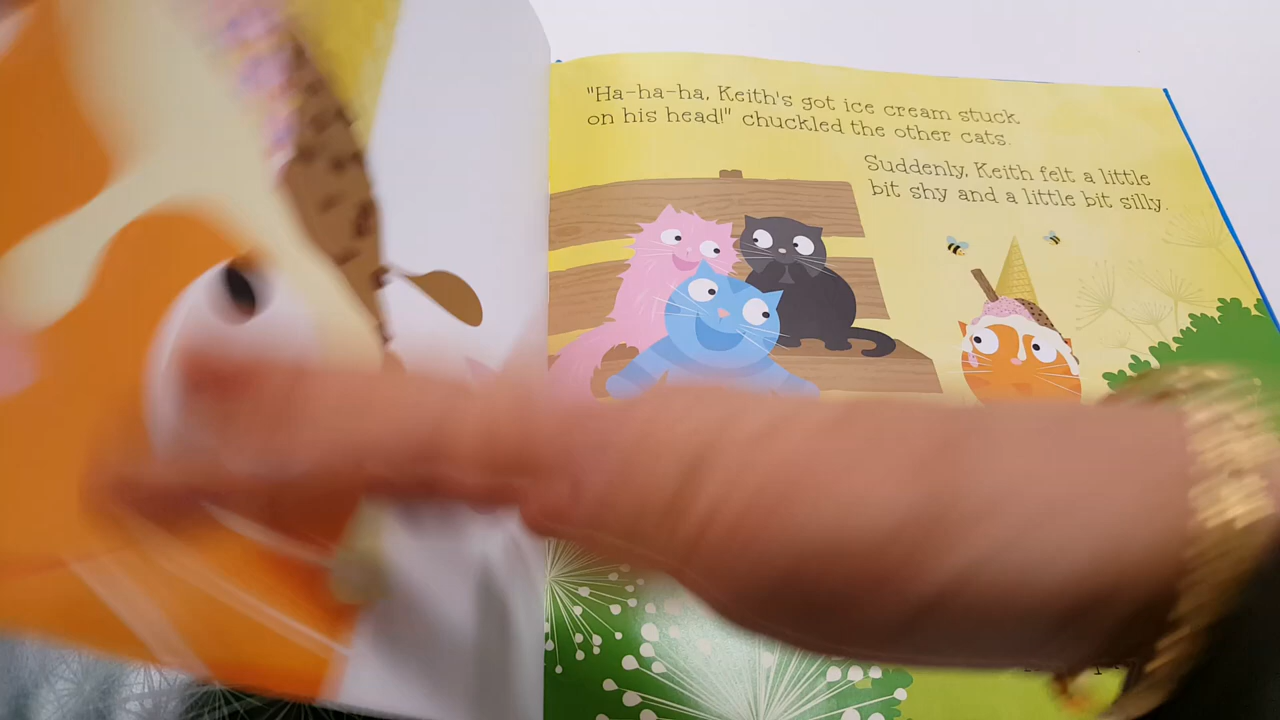 "Ha-ha-ha, Keith's got ice cream stuck
on his head!" chuckled the other cats.
Suddenly, Keith felt a little
bit shy and a little bit silly.